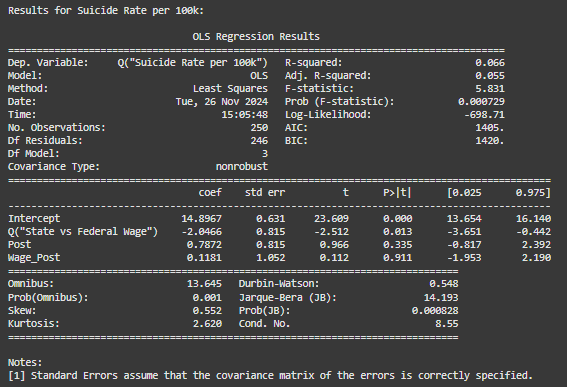 Results for Suicide Rate per 100k:
OLS Regression Results
==============================================================================
Dep. Variable: Q("Suicide Rate per 100k") R-squared: 0.066
Model: OLS Adj. R-squared: 0.055
Method: Least Squares F-statistic: 5.831
Date: Tue, 26 Nov 2024 Prob (F-statistic): 0.000729
Time: 15:05:48 Log-Likelihood: -698.71
No. Observations: 250 AIC: 1405.
Df Residuals: 246 BIC: 1420.
Df Model: 3
Covariance Type: nonrobust
==============================================================================
coef std err t P>|t| [0.025 0.975]
------------------------------------------------------------------------------
Intercept 14.8967 0.631 23.609 0.000 13.654 16.140
Q("State vs Federal Wage") -2.0466 0.815 -2.512 0.013 -3.651 -0.442
Post 0.7872 0.815 0.966 0.335 -0.817 2.392
Wage_Post 0.1181 1.052 0.112 0.911 -1.953 2.190
==============================================================================
Omnibus: 13.645 Durbin-Watson: 0.548
Prob(Omnibus): 0.001 Jarque-Bera (JB): 14.193
Skew: 0.552 Prob(JB): 0.000828
Kurtosis: 2.620 Cond. No. 8.55
==============================================================================
Notes:
[1] Standard Errors assume that the covariance matrix of the errors is correctly specified.